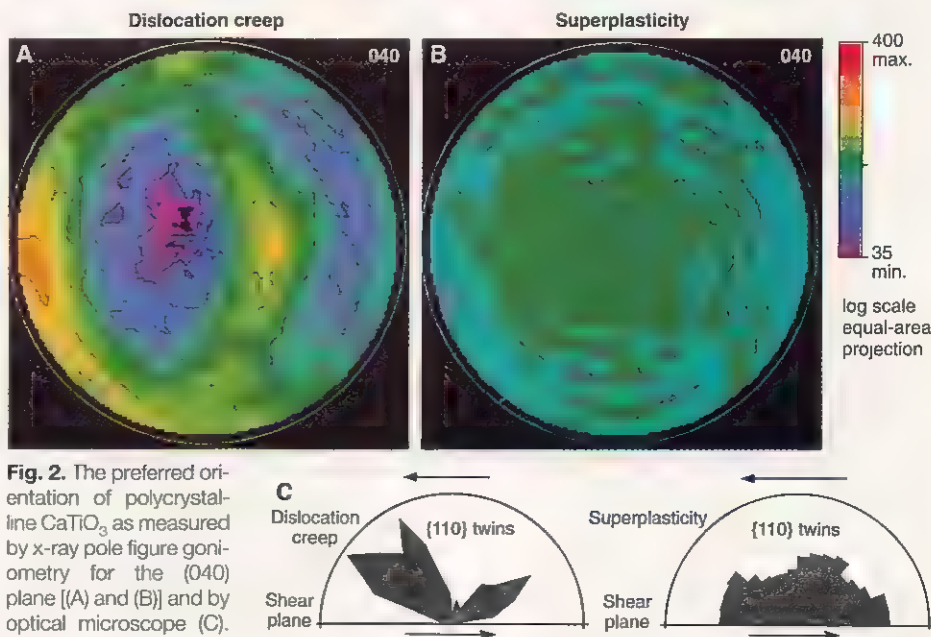 Dislocation creep
Superplasticity
A
040
B
040
400
max.
35
min.
log scale
equal-area
projection
Fig. 2. The preferred ori-
entation of polycrystal-
line CaTiO₃ as measured
by x-ray pole figure goni-
ometry for the (040)
plane [(A) and (B)] and by
optical microscope (C).
C
Dislocation
creep
{110} twins
Shear
plane
Superplasticity
{110} twins
Shear
plane